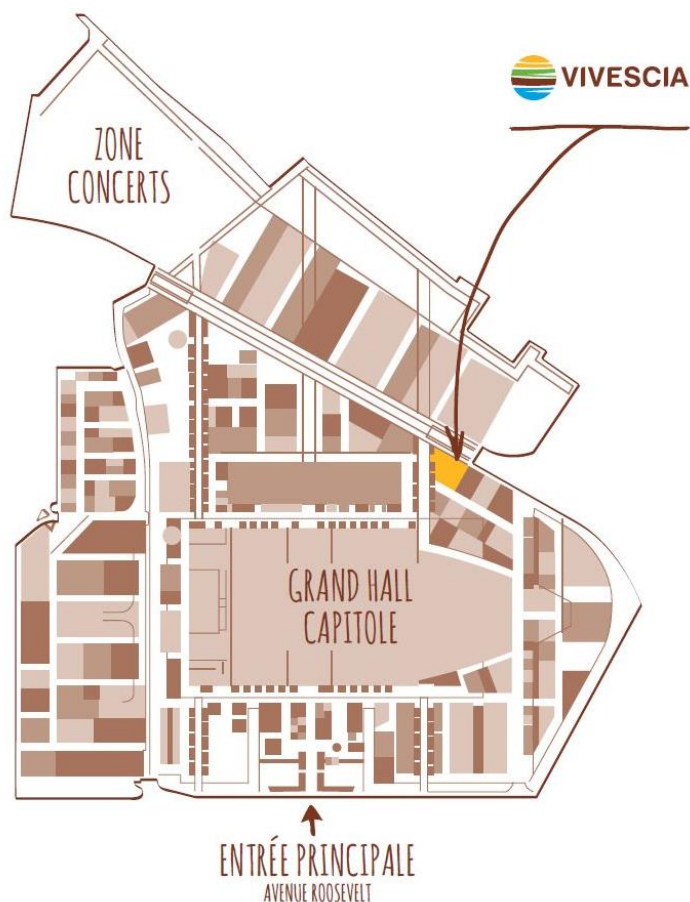 VIVESCIA
ZONE
CONCERTS
GRAND HALL
CAPITOLE
ENTRÉE PRINCIPALE
AVENUE ROOSEVELT